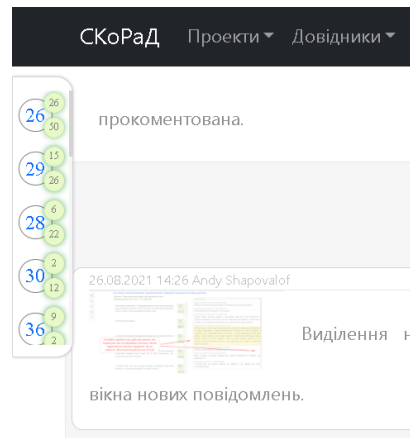 СКоРаД Проекти Довідники
26 26 50
прокоментована.
29 15 26
28 6 22
30 2 12
26.08.2021 14:26 Andy Shapovalof
36 9 2
Виділення
вікна нових повідомлень.